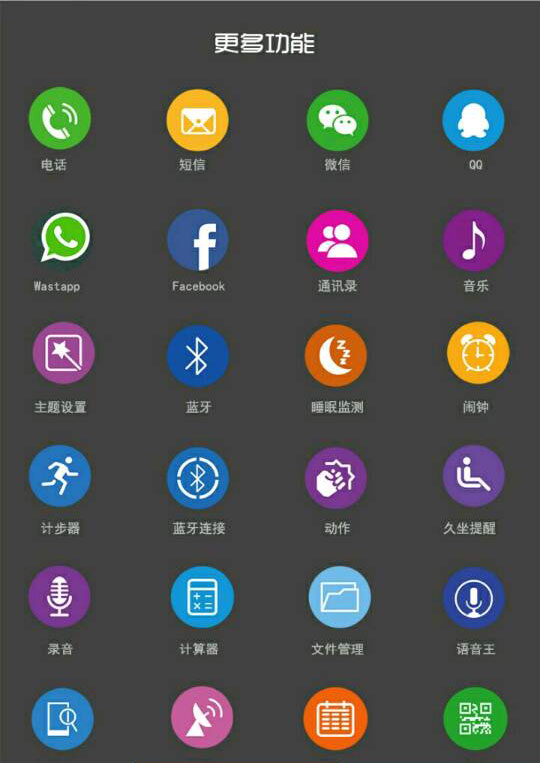 更多功能
电话 短信 微信 QQ
Wastapp Facebook 通讯录 音乐
主题设置 蓝牙 睡眠监测 闹钟
计步器 蓝牙连接 动作 久坐提醒
录音 计算器 文件管理 语音王